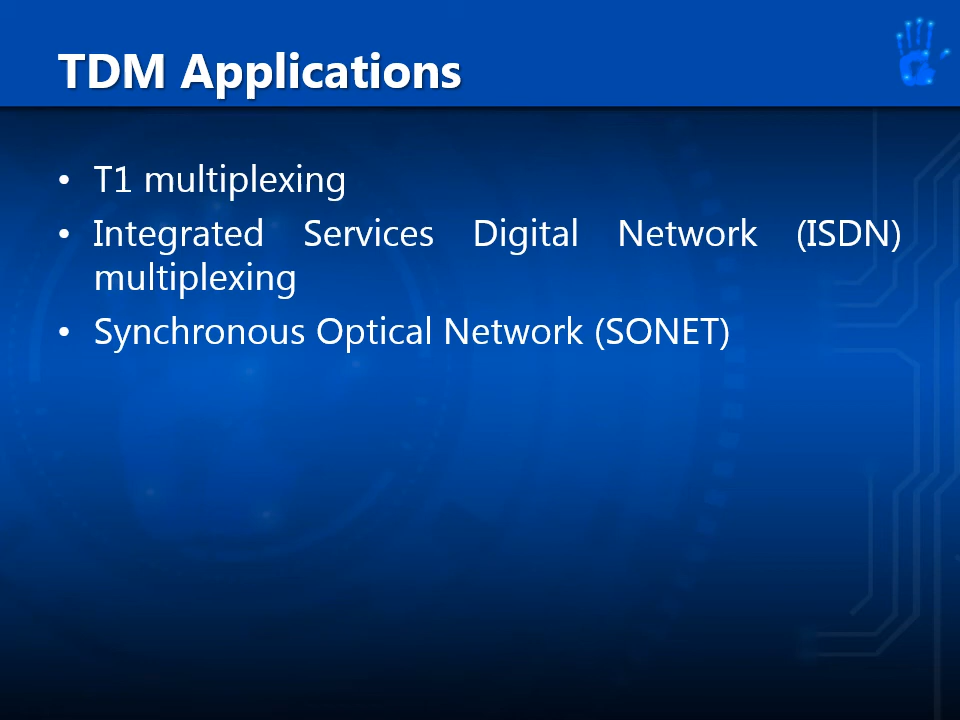 TDM Applications
• T1 multiplexing
• Integrated Services Digital Network (ISDN)
multiplexing
• Synchronous Optical Network (SONET)